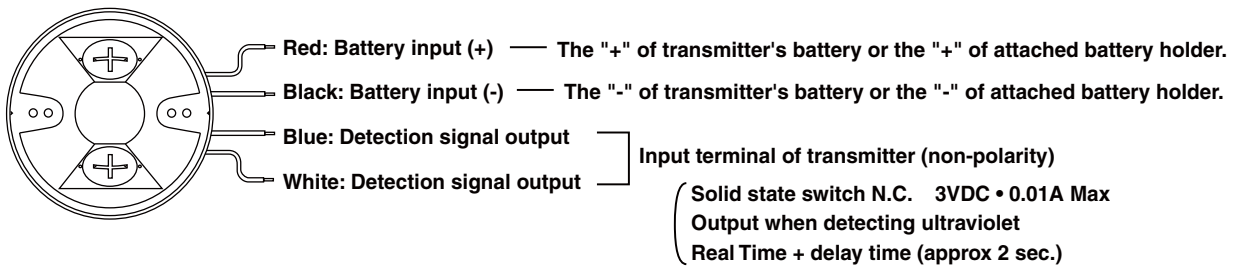 Red: Battery input (+) — The "+" of transmitter's battery or the "+" of attached battery holder.
Black: Battery input (-) — The "-" of transmitter's battery or the "-" of attached battery holder.
Blue: Detection signal output
Input terminal of transmitter (non-polarity)
White: Detection signal output
Solid state switch N.C. 3VDC • 0.01A Max
Output when detecting ultraviolet
Real Time + delay time (approx 2 sec.)